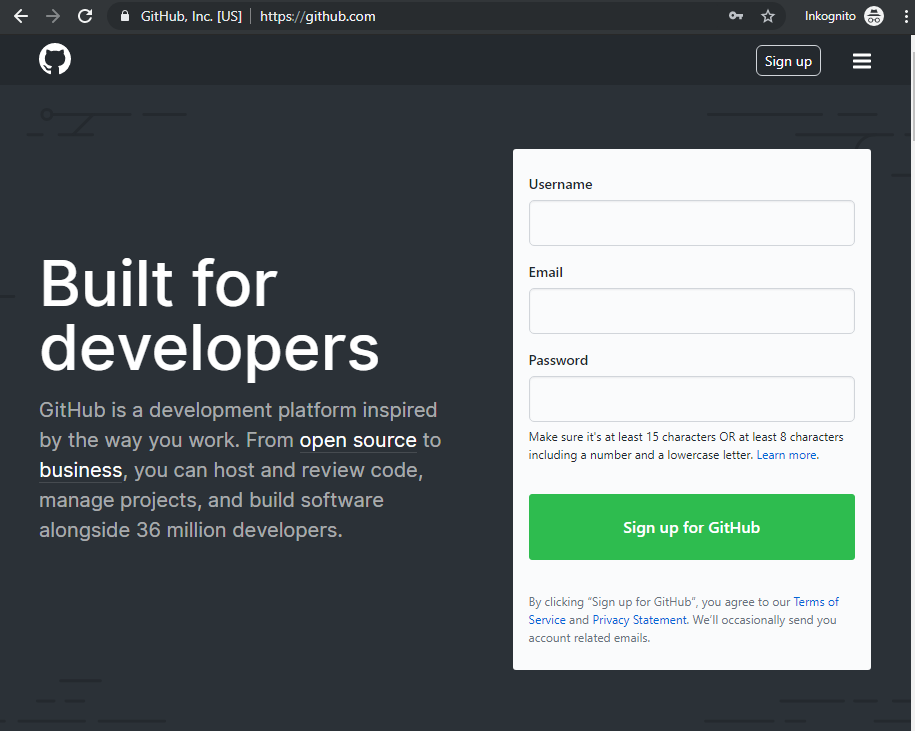 GitHub, Inc. [US] | https://github.com
Inkognito
Sign up
Built for
developers
GitHub is a development platform inspired
by the way you work. From open source to
business, you can host and review code,
manage projects, and build software
alongside 36 million developers.
Username
Email
Password
Make sure it's at least 15 characters OR at least 8 characters
including a number and a lowercase letter. Learn more.
Sign up for GitHub
By clicking “Sign up for GitHub”, you agree to our Terms of
Service and Privacy Statement. We’ll occasionally send you
account related emails.